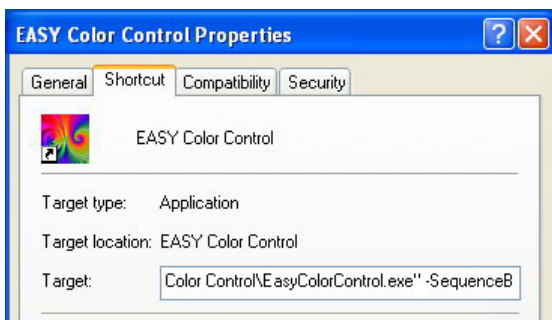 EASY Color Control Properties
General Shortcut Compatibility Security
EASY Color Control
Target type: Application
Target location: EASY Color Control
Target: Color Control\EasyColorControl.exe" -SequenceB